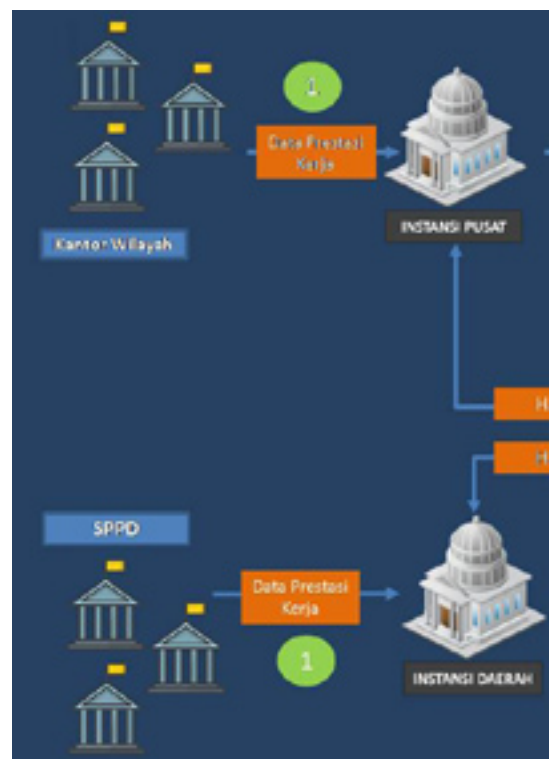 1
Data Prestasi
Kerja
INSTANSI PUSAT
Kantor Wilayah
H
H
SPPD
Data Prestasi
Kerja
1
INSTANSI DAERAH